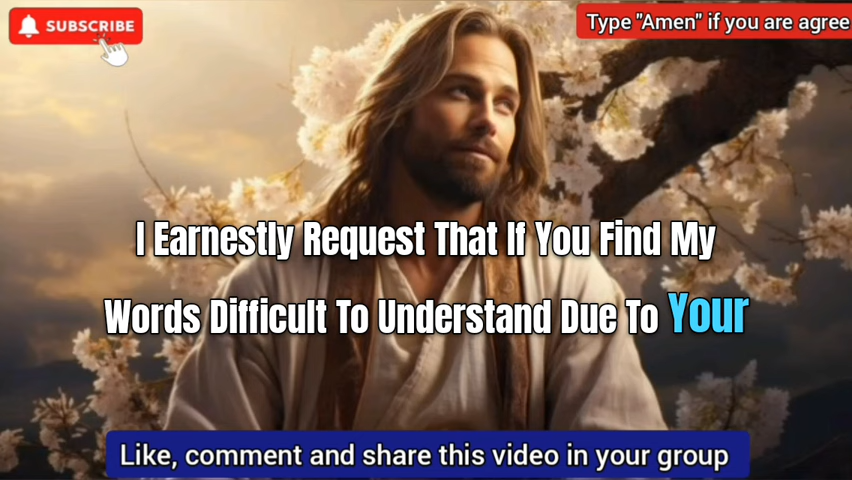 SUBSCRIBE
Type "Amen" if you are agree
I Earnestly Request That If You Find My
Words Difficult To Understand Due To Your
Like, comment and share this video in your group